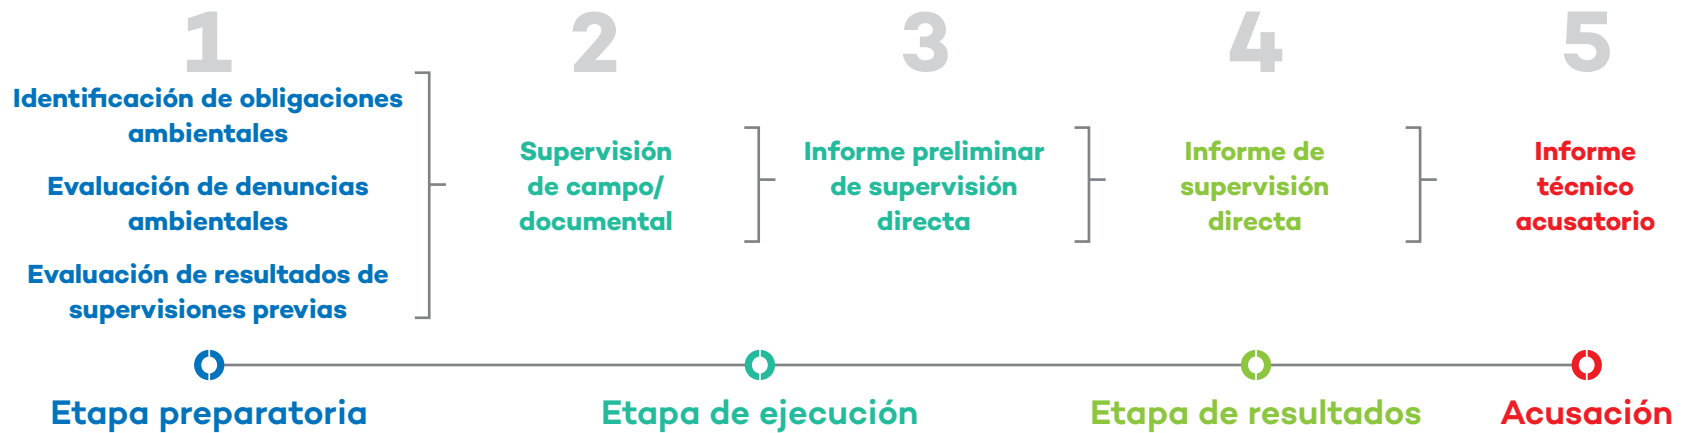 1
Identificación de obligaciones
ambientales
Evaluación de denuncias
ambientales
Evaluación de resultados de
supervisiones previas
2
Supervisión
de campo/
documental
3
Informe preliminar
de supervisión
directa
4
Informe de
supervisión
directa
5
Informe
técnico
acusatorio
Etapa preparatoria
Etapa de ejecución
Etapa de resultados
Acusación